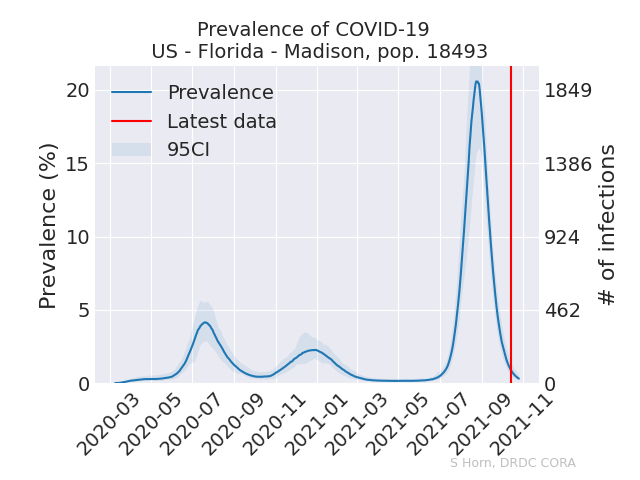 Prevalence of COVID-19
US - Florida - Madison, pop. 18493
Prevalence
Latest data
95CI
Prevalence (%)
20
15
10
5
0
1849
1386
924
462
0
# of infections
2020-03
2020-05
2020-07
2020-09
2020-11
2021-01
2021-03
2021-05
2021-07
2021-09
2021-11
S Horn, DRDC CORA